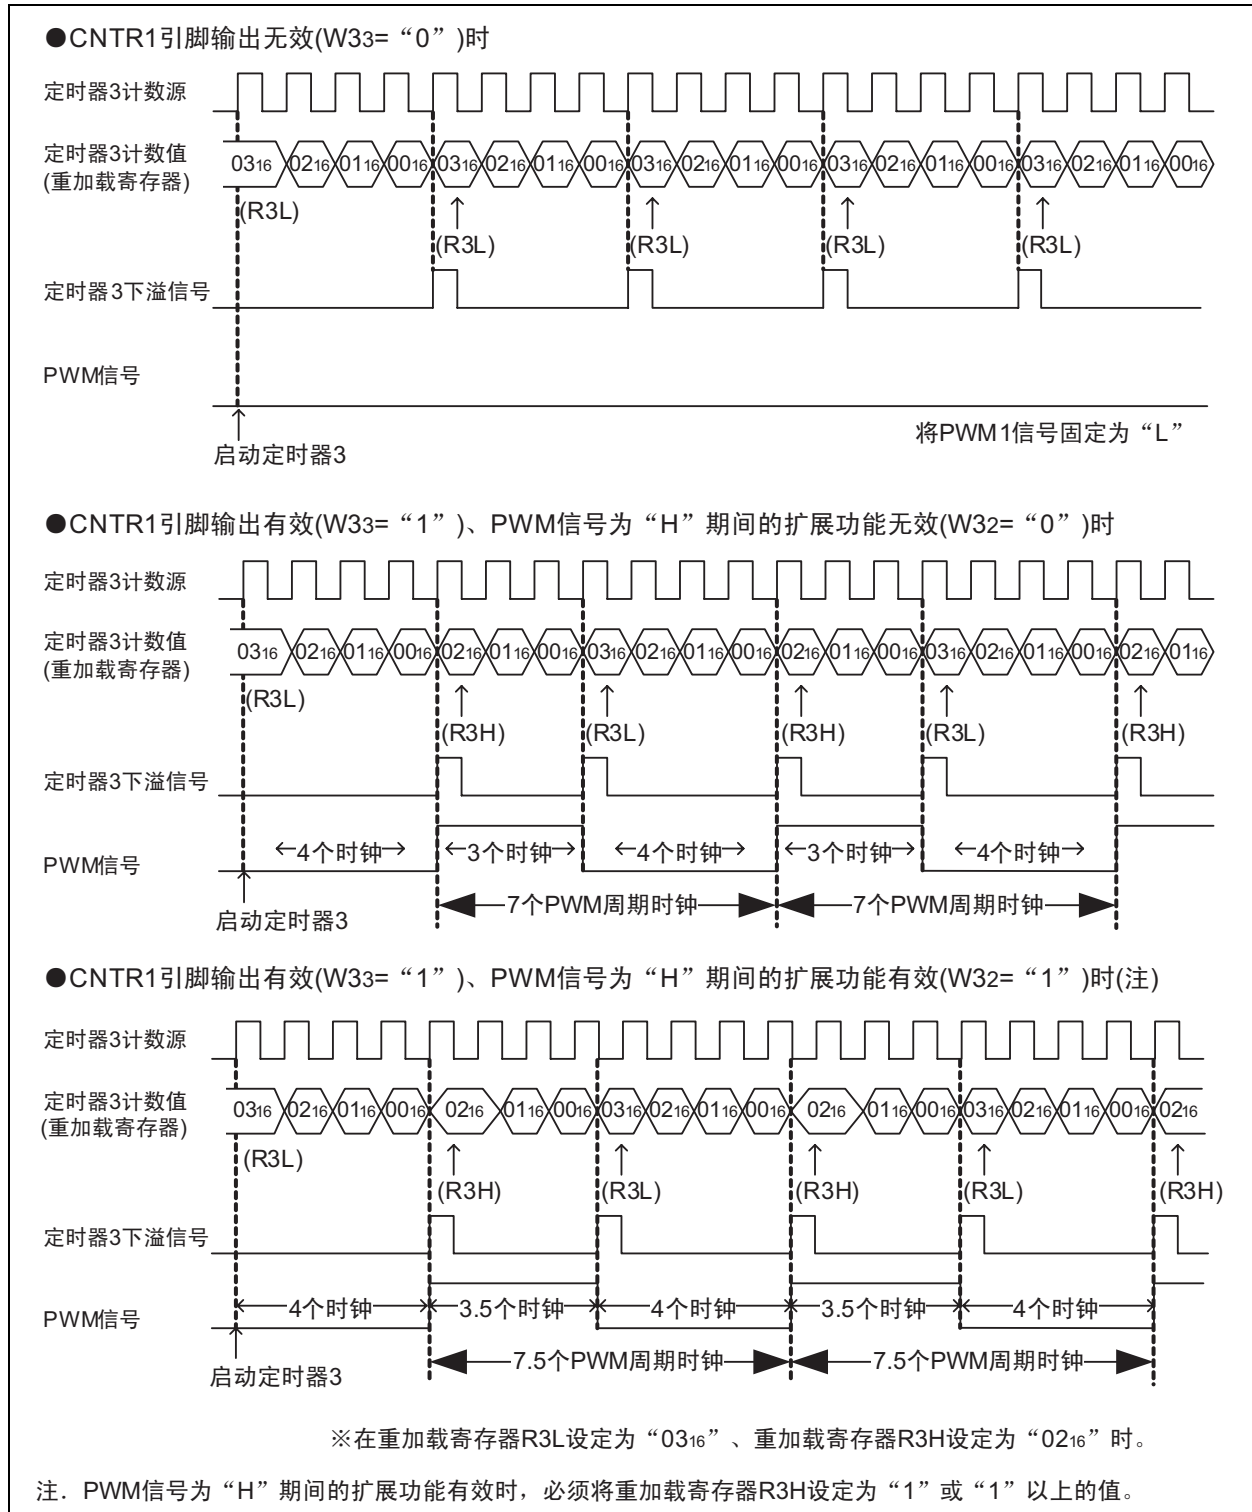 ●CNTR1引脚输出无效(W33=“0”)时
定时器3计数源
定时器3计数值
(重加载寄存器)
0316 0216 0116 0016 0316 0216 0116 0016 0316 0216 0116 0016 0316 0216 0116 0016 0316 0216 0116 0016
(R3L) (R3L) (R3L) (R3L) (R3L)
定时器3下溢信号
PWM信号
将PWM1信号固定为“L”
启动定时器3
●CNTR1引脚输出有效(W33=“1”)、PWM信号为“H”期间的扩展功能无效(W32=“0”)时
定时器3计数源
定时器3计数值
(重加载寄存器)
0316 0216 0116 0016 0216 0116 0016 0316 0216 0116 0016 0216 0116 0016 0316 0216 0116 0016 0216 0116
(R3L) (R3H) (R3L) (R3H) (R3L) (R3H)
定时器3下溢信号
PWM信号
4个时钟 3个时钟 4个时钟 3个时钟 4个时钟
7个PWM周期时钟 7个PWM周期时钟
启动定时器3
●CNTR1引脚输出有效(W33=“1”)、PWM信号为“H”期间的扩展功能有效(W32=“1”)时(注)
定时器3计数源
定时器3计数值
(重加载寄存器)
0316 0216 0116 0016 0216 0116 0016 0316 0216 0116 0016 0216 0116 0016 0316 0216 0116 0016 0216
(R3L) (R3H) (R3L) (R3H) (R3L) (R3H)
定时器3下溢信号
PWM信号
4个时钟 3.5个时钟 4个时钟 3.5个时钟 4个时钟
7.5个PWM周期时钟 7.5个PWM周期时钟
启动定时器3
※在重加载寄存器R3L设定为“0316”、重加载寄存器R3H设定为“0216”时。
注．PWM信号为“H”期间的扩展功能有效时，必须将重加载寄存器R3H设定为“1”或“1”以上的值。